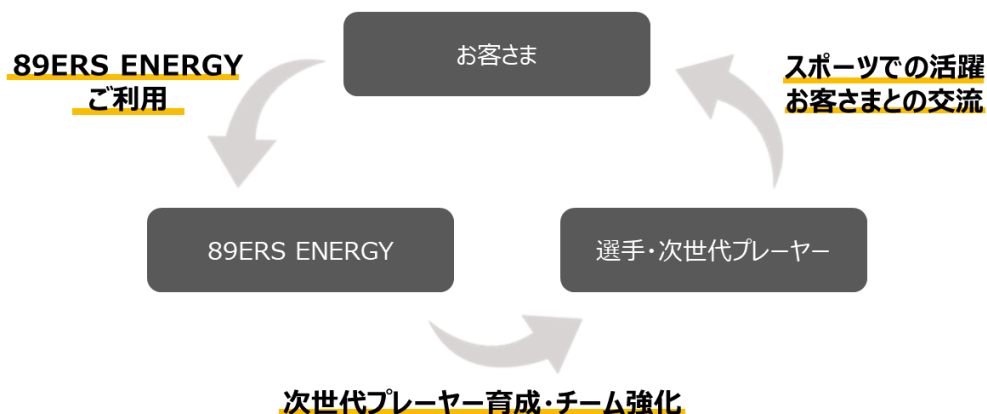 お客さま
89ERS ENERGY
ご利用
スポーツでの活躍
お客さまとの交流
89ERS ENERGY
選手・次世代プレーヤー
次世代プレーヤー育成・チーム強化